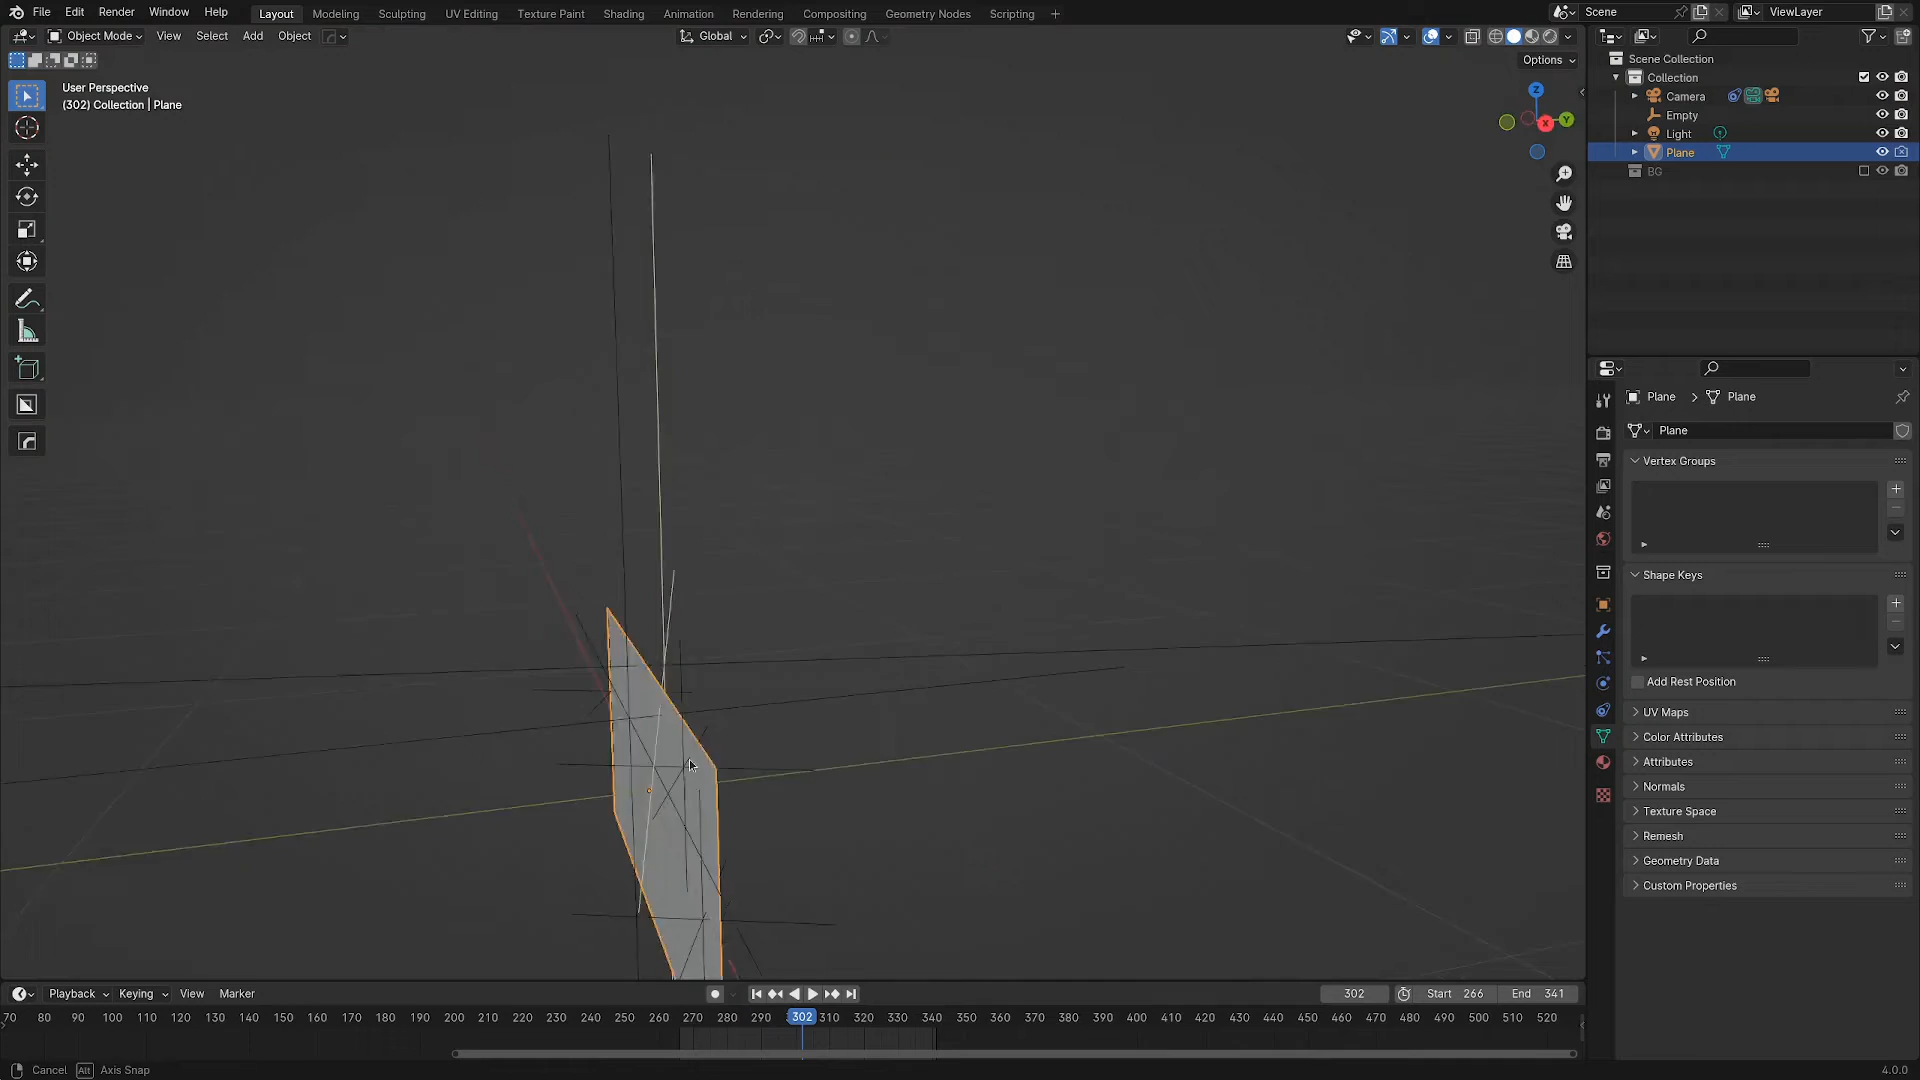 File Edit Render Window Help Layout Modeling Sculpting UV Editing Texture Paint Shading Animation Rendering Compositing Geometry Nodes Scripting + Scene ViewLayer
Object Mode View Select Add Object Global
Options
User Perspective
(302) Collection | Plane
Z
X
Y
Scene Collection
Collection
Camera
Empty
Light
Plane
BG
Plane > Plane
Plane
Vertex Groups
Shape Keys
Add Rest Position
UV Maps
Color Attributes
Attributes
Normals
Texture Space
Remesh
Geometry Data
Custom Properties
Playback Keying View Marker 302 Start 266 End 341
70 80 90 100 110 120 130 140 150 160 170 180 190 200 210 220 230 240 250 260 270 280 290 302 310 320 330 340 350 360 370 380 390 400 410 420 430 440 450 460 470 480 490 500 510 520
Cancel Alt Axis Snap 4.0.0